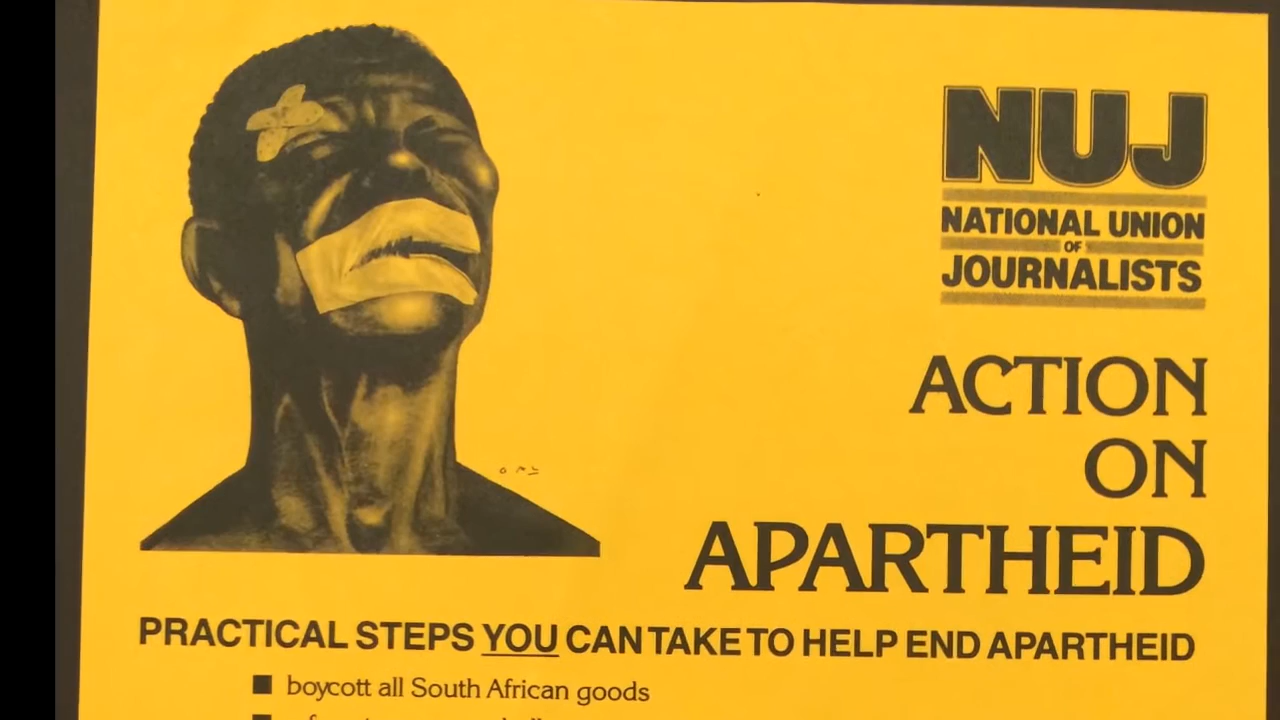 NUJ
NATIONAL UNION
OF
JOURNALISTS
ACTION
ON
APARTHEID
PRACTICAL STEPS YOU CAN TAKE TO HELP END APARTHEID
boycott all South African goods